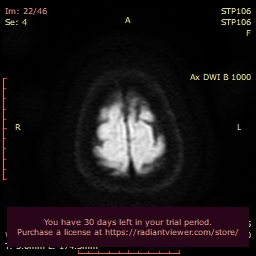 Im: 22/46
Se: 4
A
STP106
STP106
F
Ax DWI B 1000
R
L
You have 30 days left in your trial period.
Purchase a license at https://radiantviewer.com/store/